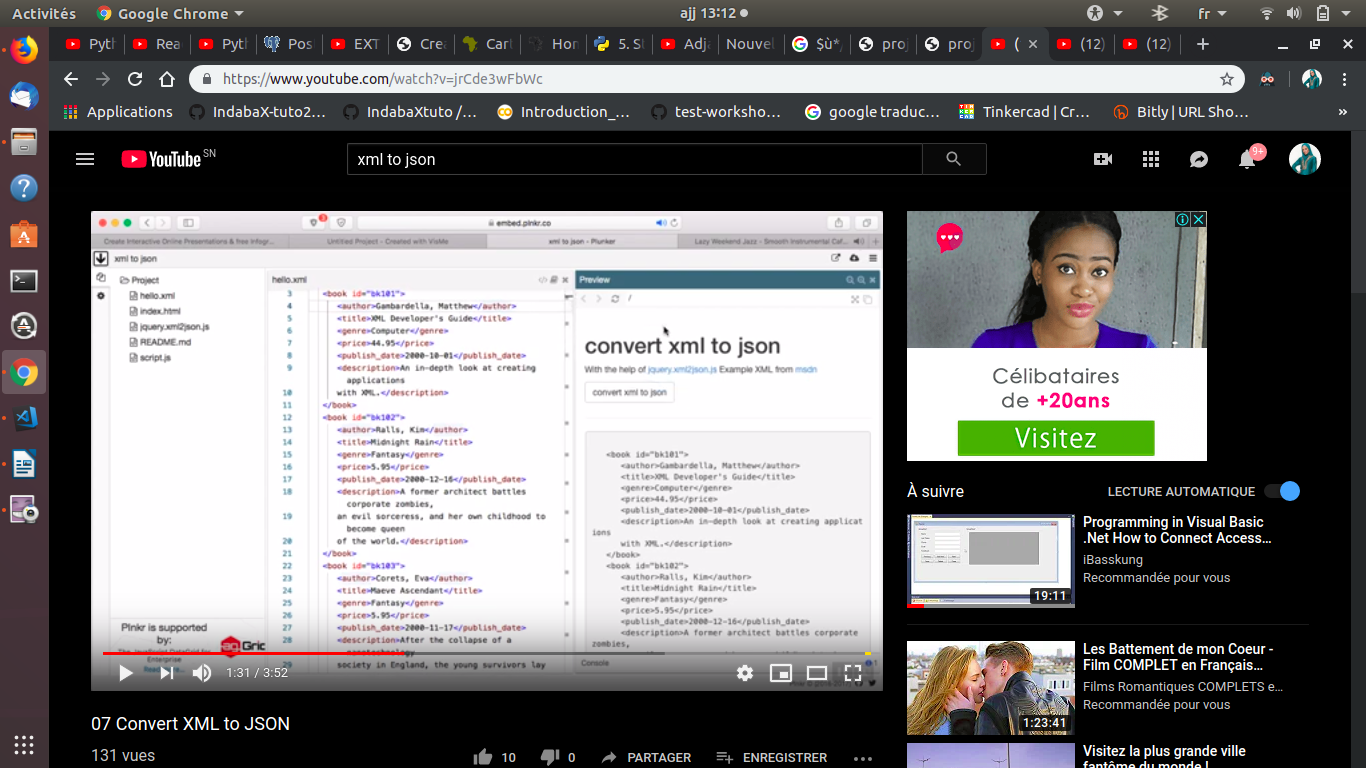 Activités
Google Chrome
ajj 13:12
fr
Pyth
Rea
Pyth
Pos
EXT
Crea
Cart
Hon
5. St
Adja
Nouvel
$ù*,
proj
proj
(
(12)
(12)
https://www.youtube.com/watch?v=jrCde3wFbWc
Applications
IndabaX-tuto2…
IndabaXtuto /…
Introduction_…
test-worksho…
google traduc…
Tinkercad | Cr…
Bitly | URL Sho…
»
YouTube SN
xml to json
9+
embed.plnkr.co
Create Interactive Online Presentations & free Infogr...
Untitled Project - Created with VisMe
xml to json - Plunker
Lazy Weekend Jazz - Smooth Instrumental Caf...
xml to json
Project
hello.xml
index.html
jquery.xml2json.js
README.md
script.js
Plnkr is supported
by:
hello.xml
3 <book id="bk101">
4 <author>Gambardella, Matthew</author>
5 <title>XML Developer's Guide</title>
6 <genre>Computer</genre>
7 <price>44.95</price>
8 <publish_date>2000-10-01</publish_date>
9 <description>An in-depth look at creating
applications
10 with XML.</description>
11 </book>
12 <book id="bk102">
13 <author>Ralls, Kim</author>
14 <title>Midnight Rain</title>
15 <genre>Fantasy</genre>
16 <price>5.95</price>
17 <publish_date>2000-12-16</publish_date>
18 <description>A former architect battles
corporate zombies,
19 an evil sorceress, and her own childhood to
become queen
20 of the world.</description>
21 </book>
22 <book id="bk103">
23 <author>Corets, Eva</author>
24 <title>Maeve Ascendant</title>
25 <genre>Fantasy</genre>
26 <price>5.95</price>
27 <publish_date>2000-11-17</publish_date>
28 <description>After the collapse of a
29 society in England, the young survivors lay
Preview
/
convert xml to json
With the help of jquery.xml2json.js Example XML from msdn
convert xml to json
<book id="bk101">
<author>Gambardella, Matthew</author>
<title>XML Developer's Guide</title>
<genre>Computer</genre>
<price>44.95</price>
<publish_date>2000-10-01</publish_date>
<description>An in-depth look at creating applicat
ions
with XML.</description>
</book>
<book id="bk102">
<author>Ralls, Kim</author>
<title>Midnight Rain</title>
<genre>Fantasy</genre>
<price>5.95</price>
<publish_date>2000-12-16</publish_date>
<description>A former architect battles corporate
zombies,
Console
1:31 / 3:52
07 Convert XML to JSON
131 vues
10
0
PARTAGER
ENREGISTRER
Célibataires
de +20ans
Visitez
À suivre
LECTURE AUTOMATIQUE
19:11
Programming in Visual Basic
.Net How to Connect Access…
iBasskung
Recommandée pour vous
1:23:41
Les Battement de mon Coeur -
Film COMPLET en Français…
Films Romantiques COMPLETS e…
Recommandée pour vous
Visitez la plus grande ville
fantôme du monde !